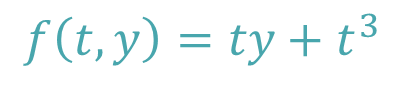 f(t, y) = ty + t³